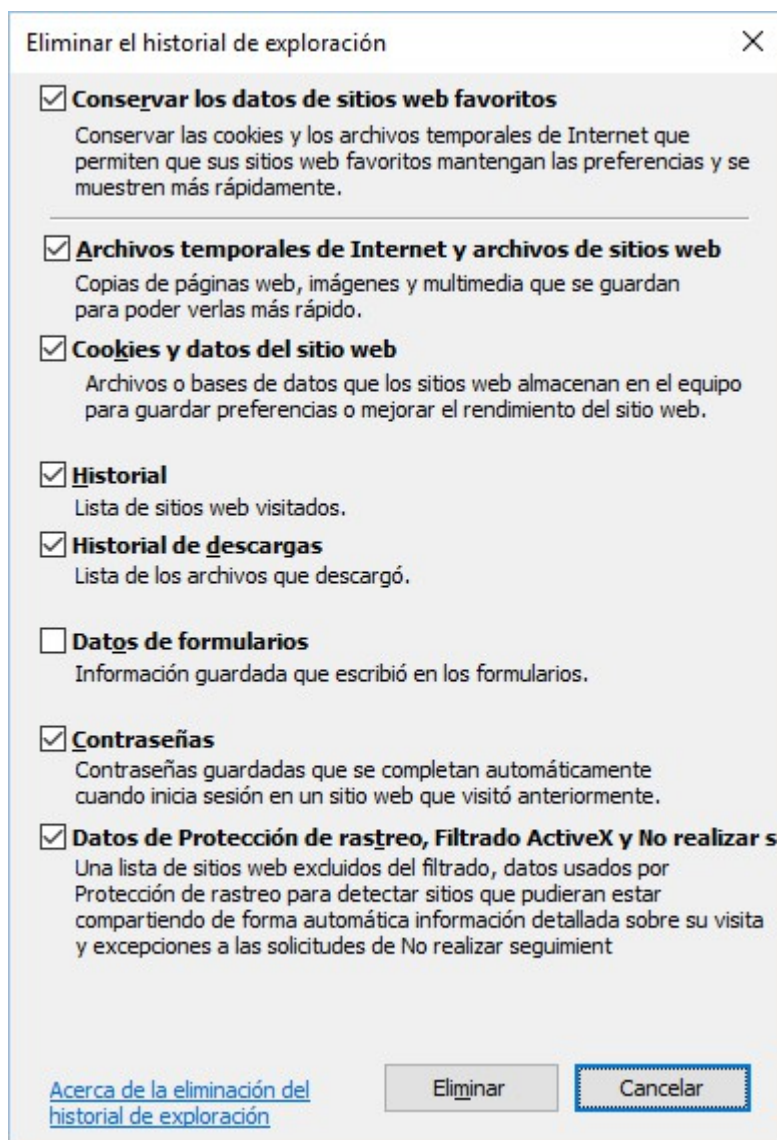 Eliminar el historial de exploración
Conservar los datos de sitios web favoritos
Conservar las cookies y los archivos temporales de Internet que
permiten que sus sitios web favoritos mantengan las preferencias y se
muestren más rápidamente.
Archivos temporales de Internet y archivos de sitios web
Copias de páginas web, imágenes y multimedia que se guardan
para poder verlas más rápido.
Cookies y datos del sitio web
Archivos o bases de datos que los sitios web almacenan en el equipo
para guardar preferencias o mejorar el rendimiento del sitio web.
Historial
Lista de sitios web visitados.
Historial de descargas
Lista de los archivos que descargó.
Datos de formularios
Información guardada que escribió en los formularios.
Contraseñas
Contraseñas guardadas que se completan automáticamente
cuando inicia sesión en un sitio web que visitó anteriormente.
Datos de Protección de rastreo, Filtrado ActiveX y No realizar s
Una lista de sitios web excluidos del filtrado, datos usados por
Protección de rastreo para detectar sitios que pudieran estar
compartiendo de forma automática información detallada sobre su visita
y excepciones a las solicitudes de No realizar seguimient
Acerca de la eliminación del
historial de exploración
Eliminar
Cancelar